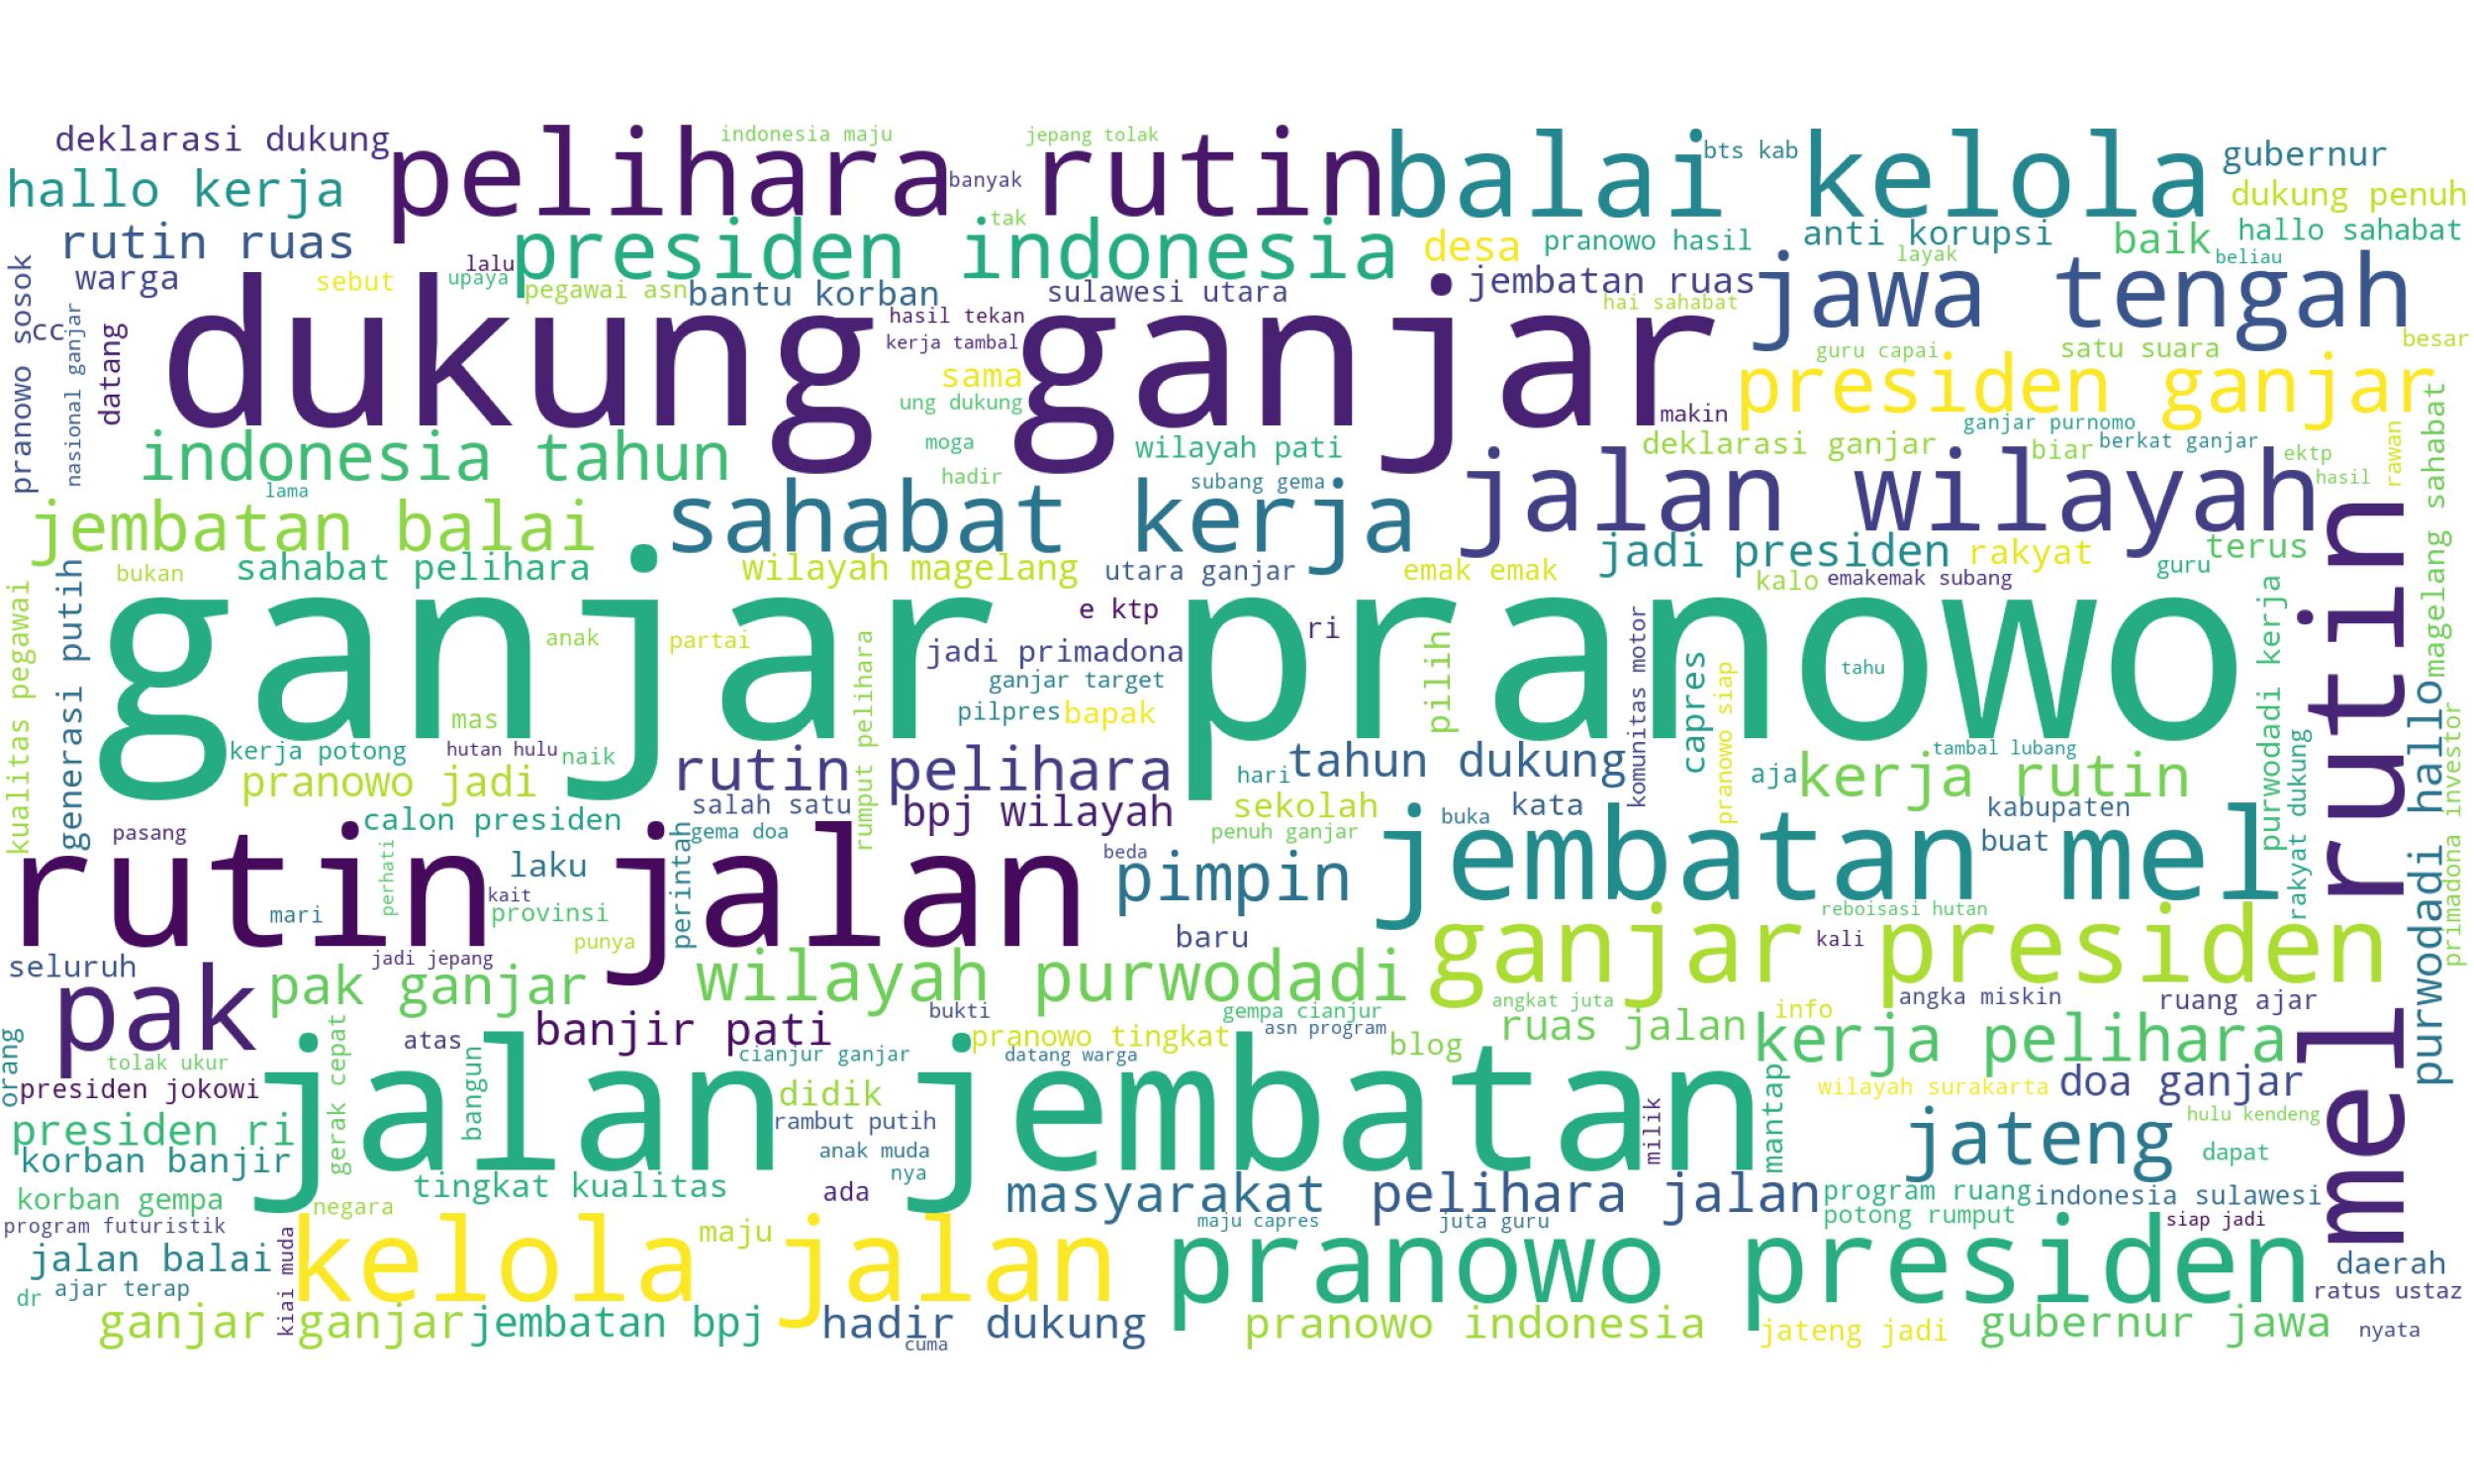 deklarasi dukung
indonesia maju
jepang tolak
pelihara rutin
balai kelola
bts kab
gubernur
hallo kerja
banyak
dukung penuh
tak
rutin ruas
presiden indonesia
desa
pranowo hasil
anti korupsi
baik
hallo sahabat
lalu
layak
beliau
warga
sebut
upaya
pegawai asn
bantu korban
sulawesi utara
jembatan ruas
jawa tengah
hai sahabat
pranowo sosok
cc
nasional ganjar
datang
dukung ganjar
hasil tekan
kerja tambal
guru capai
satu suara
besar
sama
presiden ganjar
ung dukung
makin
ganjar purnomo
indonesia tahun
moga
wilayah pati
deklarasi ganjar
biar
berkat ganjar
ektp
rawan
magelang sahabat
hadir
subang gema
jalan wilayah
hasil
lama
jembatan balai
sahabat kerja
jadi presiden
rakyat
terus
bukan
sahabat pelihara
wilayah magelang
utara ganjar
emak emak
kalo
emakemak subang
guru
kualitas pegawai
generasi putih
ganjar pranowo
e ktp
ri
anak
partai
rumput pelihara
jadi primadona
ganjar target
pilpres
bapak
pilih
komunitas motor
capres
pranowo siap
tahu
purwodadi kerja
mel rutin
purwodadi hallo
mas
kerja potong
hutan hulu
naik
rutin pelihara
hari
tahun dukung
tambal lubang
rakyat dukung
primadona investor
pranowo jadi
aja
kerja rutin
salah satu
bpj wilayah
sekolah
kata
kabupaten
calon presiden
buka
pasang
perintah
gema doa
penuh ganjar
jembatan mel
buat
rutin jalan
perhati
laku
beda
pimpin
kait
mari
provinsi
reboisasi hutan
punya
baru
ganjar presiden
kali
seluruh
jadi jepang
pak
pak ganjar
wilayah purwodadi
angkat juta
info
angka miskin
ruang ajar
bukti
gempa cianjur
orang
gerak cepat
atas
banjir pati
pranowo tingkat
asn program
blog
ruas jalan
kerja pelihara
tolak ukur
bangun
cianjur ganjar
datang warga
presiden jokowi
jalan jembatan
didik
mantap
wilayah surakarta
doa ganjar
rambut putih
milik
hulu kendeng
presiden ri
anak muda
jateng
dapat
korban banjir
nya
tingkat kualitas
ada
masyarakat
pelihara jalan
program ruang
indonesia sulawesi
korban gempa
negara
program futuristik
maju
maju capres
juta guru
potong rumput
siap jadi
jalan balai
kiai muda
kelola jalan
pranowo presiden
daerah
dr
ajar terap
ratus ustaz
ganjar ganjar
jembatan bpj
hadir dukung
pranowo indonesia
jateng jadi
gubernur jawa
nyata
cuma